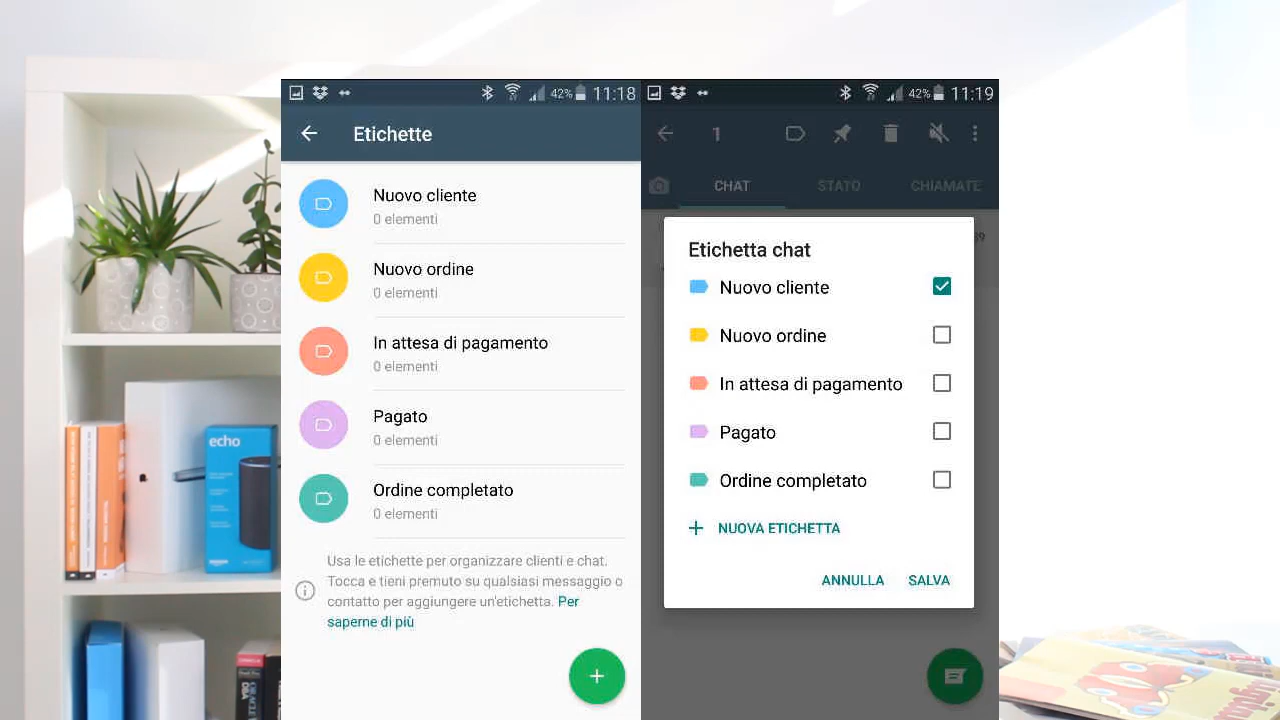 42% 11:18
Etichette
Nuovo cliente
0 elementi
Nuovo ordine
0 elementi
In attesa di pagamento
0 elementi
Pagato
0 elementi
Ordine completato
0 elementi
Usa le etichette per organizzare clienti e chat.
Tocca e tieni premuto su qualsiasi messaggio o
contatto per aggiungere un'etichetta. Per
saperne di più
42% 11:19
1
CHAT STATO CHIAMATE
Etichetta chat
Nuovo cliente
Nuovo ordine
In attesa di pagamento
Pagato
Ordine completato
+ NUOVA ETICHETTA
ANNULLA SALVA
echo
amazon
ORACLE
DBA